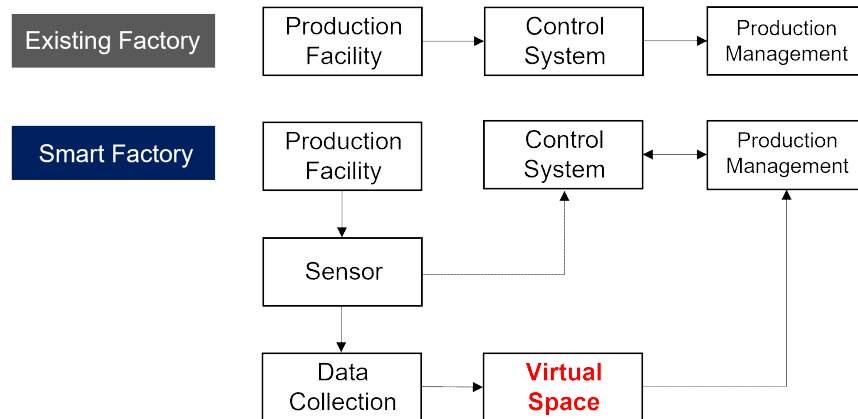 Existing Factory
Production
Facility
Control
System
Production
Management
Smart Factory
Production
Facility
Control
System
Production
Management
Sensor
Data
Collection
Virtual
Space